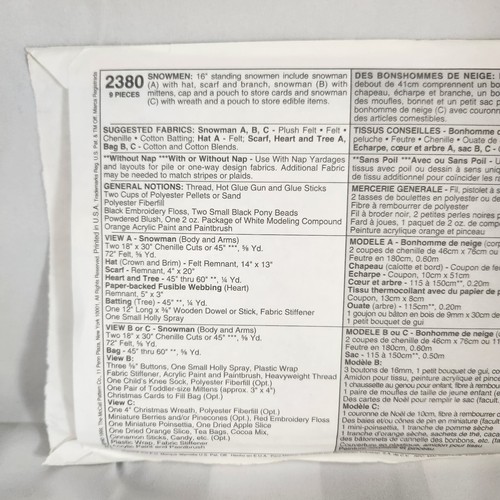 2380
9 PIECES
SNOWMEN: 16" standing snowmen include snowman
(A) with hat, scarf and branch, snowman (B) with
mittens, cap and a pouch to store cards and snowman
(C) with wreath and a pouch to store edible items.
SUGGESTED FABRICS: Snowman A, B, C - Plush Felt • Felt •
Chenille • Cotton Batting; Hat A - Felt; Scarf, Heart and Tree A,
Bag B, C - Cotton and Cotton Blends.
**Without Nap ***With or Without Nap - Use With Nap Yardages
and layouts for pile or one-way design fabrics. Additional Fabric
may be needed to match stripes or plaids.
GENERAL NOTIONS: Thread, Hot Glue Gun and Glue Sticks
Two Cups of Polyester Pellets or Sand
Polyester Fiberfill
Black Embroidery Floss, Two Small Black Pony Beads
Powdered Blush, One 2 oz. Package of White Modeling Compound
Orange Acrylic Paint and Paintbrush
VIEW A - Snowman (Body and Arms)
Two 18" x 30" Chenille Cuts or 45" ***, ⅝ Yd.
72" Felt, ⅝ Yd.
Hat (Crown and Brim) - Felt Remnant, 14" x 13"
Scarf - Remnant, 4" x 20"
Heart and Tree - 45" thru 60" **, ¼ Yd.
Paper-backed Fusible Webbing (Heart)
Remnant, 5" x 3"
Batting (Tree) - 45" **, ¼ Yd.
One 12" Long x ⅜" Wooden Dowel or Stick, Fabric Stiffener
One Small Holly Spray
VIEW B or C - Snowman (Body and Arms)
Two 18" x 30" Chenille Cuts or 45" ***, ⅝ Yd.
72" Felt, ⅝ Yd.
Bag - 45" thru 60" **, ⅝ Yd.
View B:
Three ⅝" Buttons, One Small Holly Spray, Plastic Wrap
Fabric Stiffener, Acrylic Paint and Paintbrush, Heavyweight Thread
One Child's Knee Sock, Polyester Fiberfill (Opt.)
One Pair of Toddler-size Mittens (approx. 3" x 4")
Christmas Cards to Fill Bag (Opt.)
View C:
One 4" Christmas Wreath, Polyester Fiberfill (Opt.)
Miniature Berries and/or Pinecones (Opt.), Red Embroidery Floss
One Miniature Poinsettia, One Dried Apple Slice
One Dried Orange Slice, Tea Bags, Cocoa Mix,
Cinnamon Sticks, Candy, etc. (Opt.)
Plastic Wrap, Fabric Stiffener
DES BONSHOMMES DE NEIGE:
debout de 41cm comprennent un
chapeau, écharpe et branche, un
des moufles, bonnet et un petit sac
bonhomme de neige (C) avec couron
des articles comestibles.
TISSUS CONSEILLES - Bonhomme
peluche • Feutre • Chenille • Ouate de
Echarpe, cœur et arbre A, sac B, C - C
**Sans Poil ***Avec ou Sans Poil - U
tissus avec poil ou dessin à sens uniqu
de tissu additionnel pour coïncider les ra
MERCERIE GENERALE - Fil, pistolet à
2 tasses de boulettes en polyester ou de
Fibre à rembourrer de polyester
Fil à broder noir, 2 petites perles noires p
Fard à joues, 1 paquet de 2 oz. de comp
Peinture acrylique orange et pinceau
MODELE A - Bonhomme de neige (corp
2 coupes de chenille de 46cm x 76cm ou
Feutre en 180cm, 0.60m
Chapeau (calotte et bord) - Coupon de fe
Echarpe - Coupon, 10cm x 51cm
Cœur et arbre - 115 à 150cm**, 0.20m
Tissu thermocollant avec du papier de p
Coupon, 13cm x 8cm
Ouate (arbre) - 115cm**, 0.20m
1 goujon ou bâton en bois de 9mm x 30cm de
1 petit bouquet de gui
MODELE B ou C - Bonhomme de neige (
2 coupes de chenille de 46cm x 76cm ou 11
Feutre en 180cm, 0.60m
Sac - 115 à 150cm**, 0.50m
Modèle B:
3 boutons de 16mm, 1 petit bouquet de gui, co
Amidon pour tissu, peinture acrylique et pince
1 chaussette au genou pour enfant, fibre à rembo
1 paire de moufles de taille de jeune enfant (e
Des cartes de Noël pour remplir le sac (facult.
Modèle C:
1 couronne de Noël de 10cm, fibre à rembourrer d
Des baies et/ou cônes de pin en miniature (facult.
1 mini-poinsettia, 1 tranche de pomme sèche
1 tranche d'orange sèche, sachets de thé, cacao